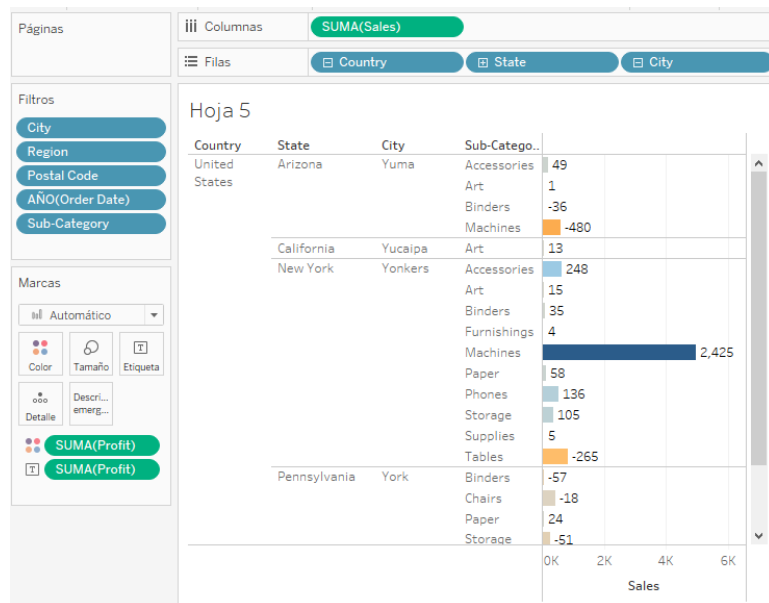 Páginas
iii Columnas
SUMA(Sales)
Filas
Country
State
City
Filtros
City
Region
Postal Code
AÑO(Order Date)
Sub-Category
Marcas
Automático
Color
Tamaño
Etiqueta
Detalle
Descri...
emerg...
SUMA(Profit)
SUMA(Profit)
Hoja 5
Country State City Sub-Catego..
United States Arizona Yuma Accessories 49
Art 1
Binders -36
Machines -480
California Yucaipa Art 13
New York Yonkers Accessories 248
Art 15
Binders 35
Furnishings 4
Machines 2,425
Paper 58
Phones 136
Storage 105
Supplies 5
Tables -265
Pennsylvania York Binders -57
Chairs -18
Paper 24
Storage -51
0K 2K 4K 6K
Sales